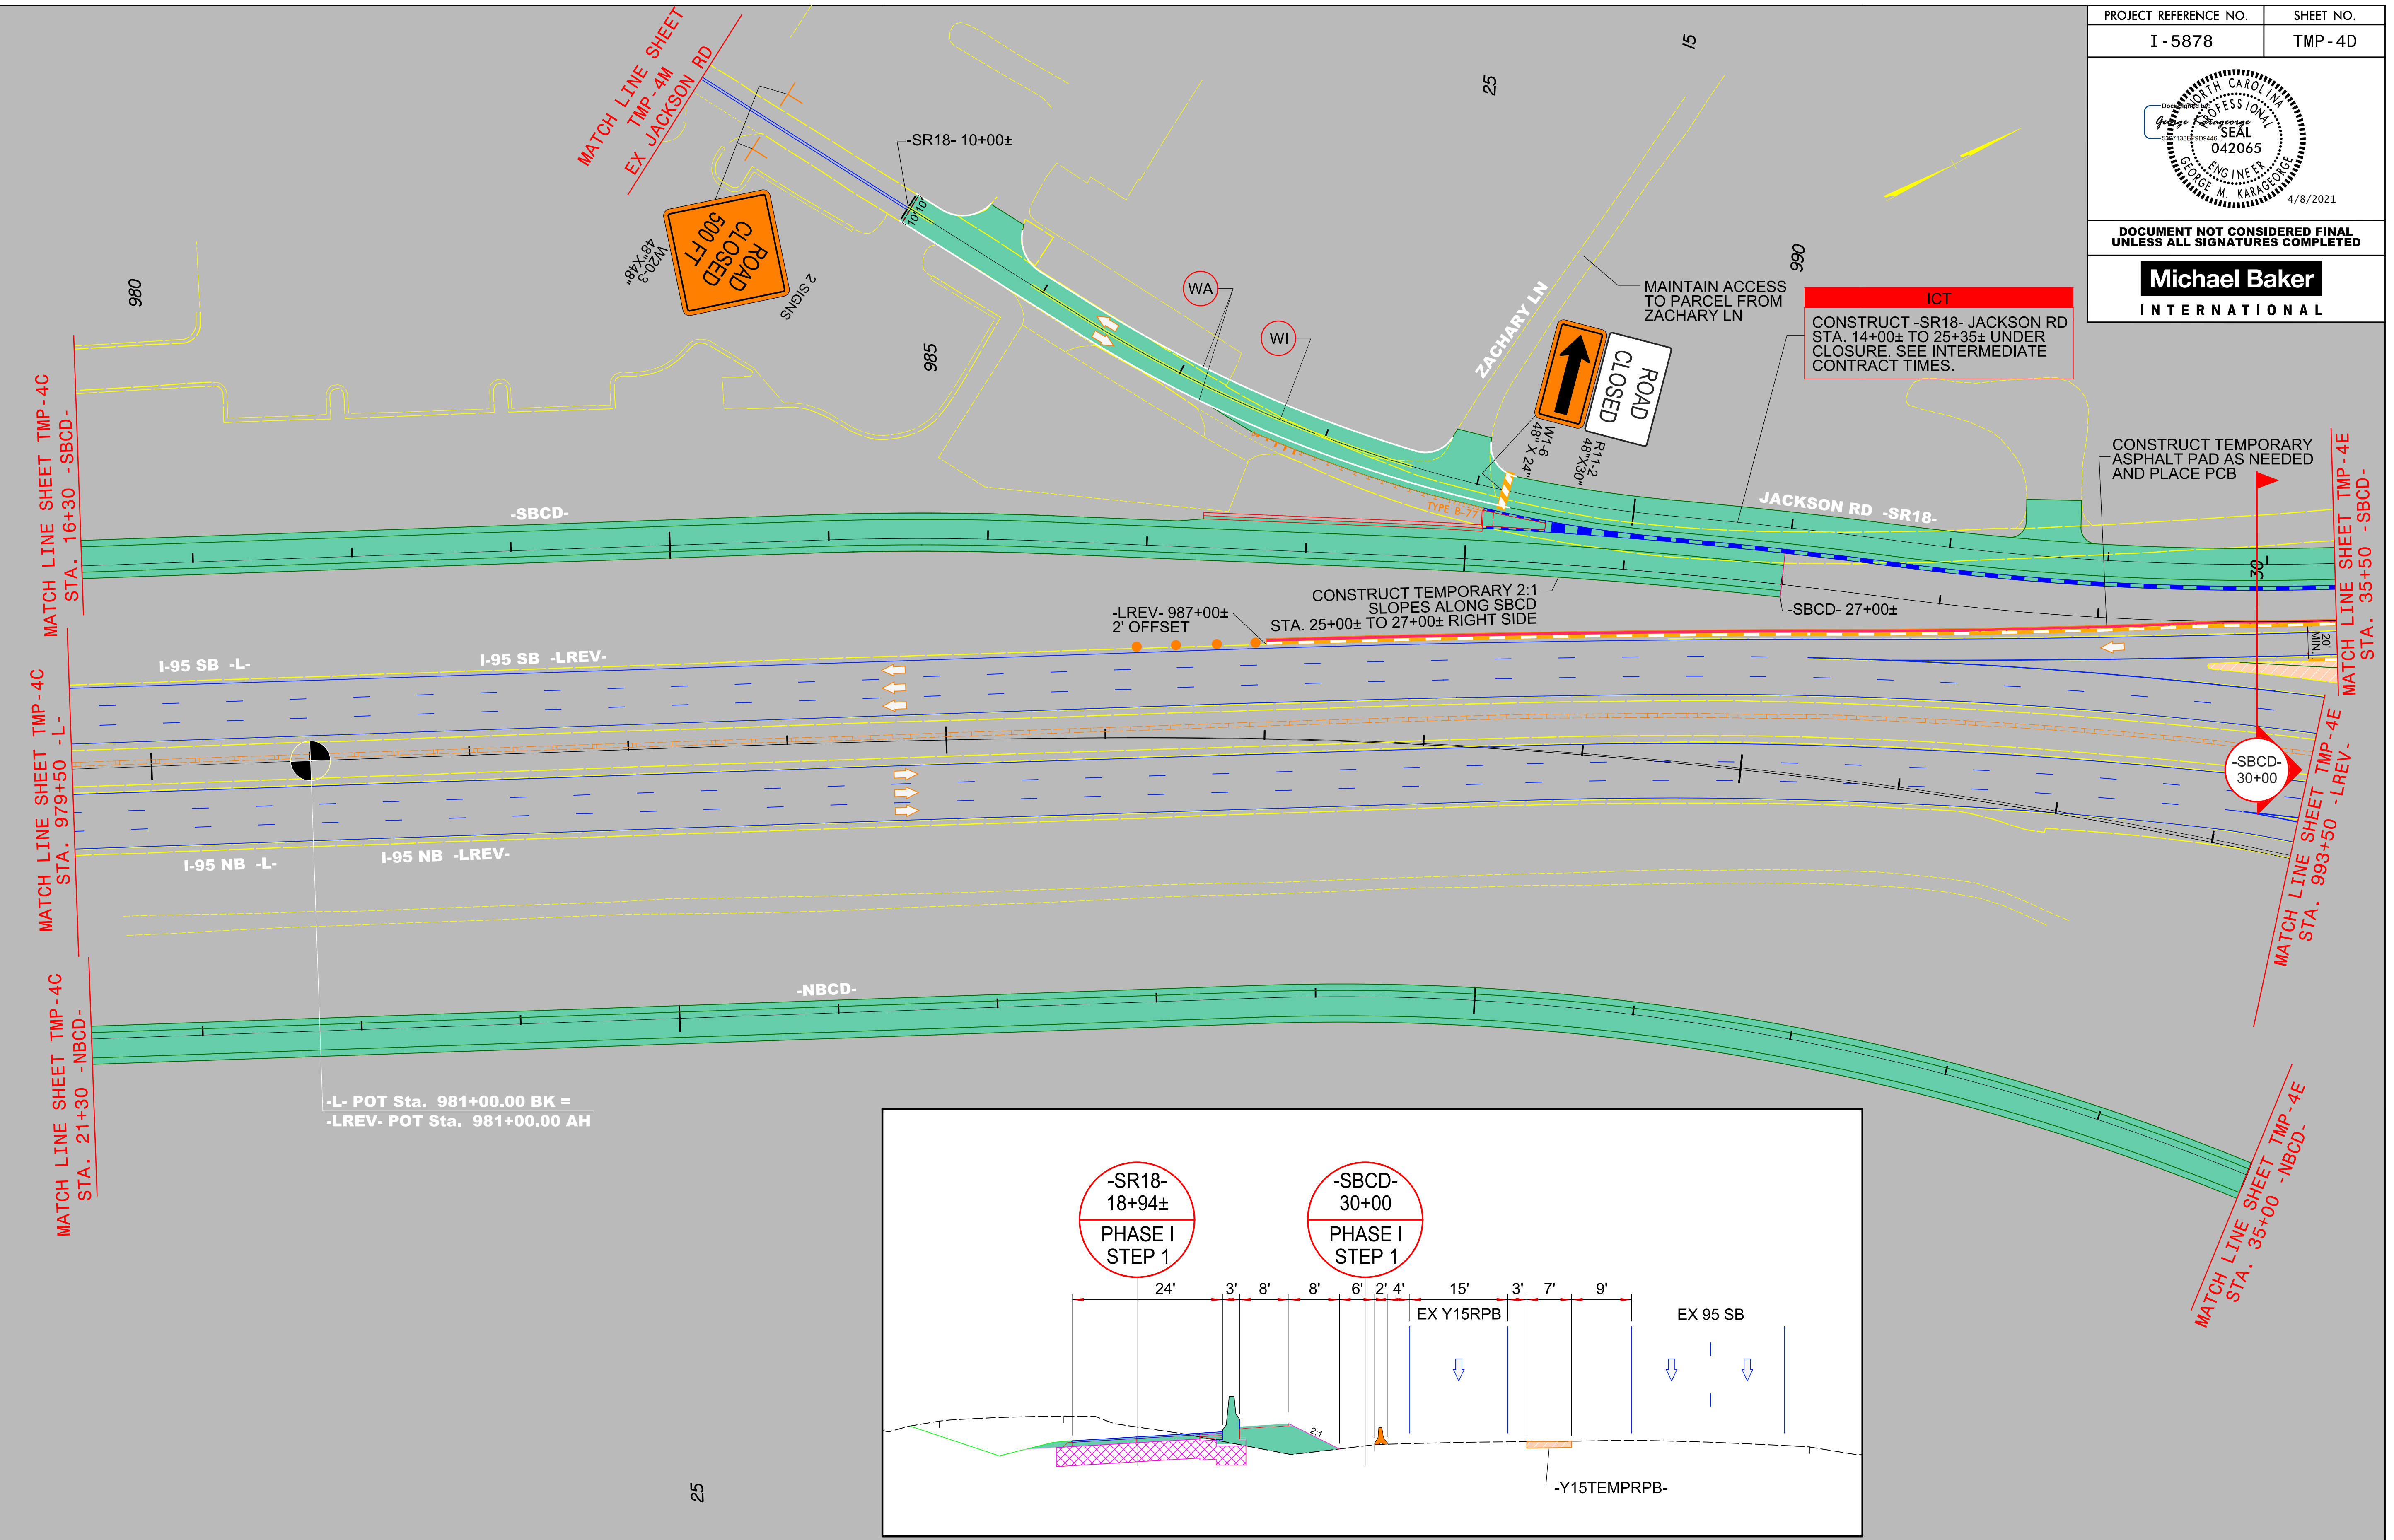 PROJECT REFERENCE NO.
SHEET NO.
I-5878
TMP-4D
NORTH CAROLINA
PROFESSIONAL
SEAL
042065
ENGINEER
GEORGE M. KARAGEORGE
George Karageorge
4/8/2021
DOCUMENT NOT CONSIDERED FINAL
UNLESS ALL SIGNATURES COMPLETED
Michael Baker
INTERNATIONAL
MATCH LINE SHEET
TMP-4M
EX JACKSON RD
-SR18- 10+00±
10'
10'
ROAD
CLOSED
500 FT
W20-3
48"X48"
2 SIGNS
25
15
980
985
990
WA
WI
ZACHARY LN
MAINTAIN ACCESS
TO PARCEL FROM
ZACHARY LN
ROAD
CLOSED
R11-2
48"X30"
W1-6
48" X 24"
ICT
CONSTRUCT -SR18- JACKSON RD
STA. 14+00± TO 25+35± UNDER
CLOSURE. SEE INTERMEDIATE
CONTRACT TIMES.
CONSTRUCT TEMPORARY
ASPHALT PAD AS NEEDED
AND PLACE PCB
MATCH LINE SHEET TMP-4C
STA. 16+30 -SBCD-
-SBCD-
TYPE B-77
JACKSON RD -SR18-
30
MATCH LINE SHEET TMP-4E
STA. 35+50 -SBCD-
CONSTRUCT TEMPORARY 2:1
SLOPES ALONG SBCD
STA. 25+00± TO 27+00± RIGHT SIDE
-LREV- 987+00±
2' OFFSET
-SBCD- 27+00±
20'
MIN.
I-95 SB -L-
I-95 SB -LREV-
MATCH LINE SHEET TMP-4C
STA. 979+50 -L-
I-95 NB -L-
I-95 NB -LREV-
-SBCD-
30+00
MATCH LINE SHEET TMP-4E
STA. 993+50 -LREV-
MATCH LINE SHEET TMP-4C
STA. 21+30 -NBCD-
-NBCD-
-L- POT Sta. 981+00.00 BK =
-LREV- POT Sta. 981+00.00 AH
MATCH LINE SHEET TMP-4E
STA. 35+00 -NBCD-
25
-SR18-
18+94±
PHASE I
STEP 1
-SBCD-
30+00
PHASE I
STEP 1
24'
3'
8'
8'
6'
2'
4'
15'
3'
7'
9'
EX Y15RPB
EX 95 SB
2:1
-Y15TEMPRPB-